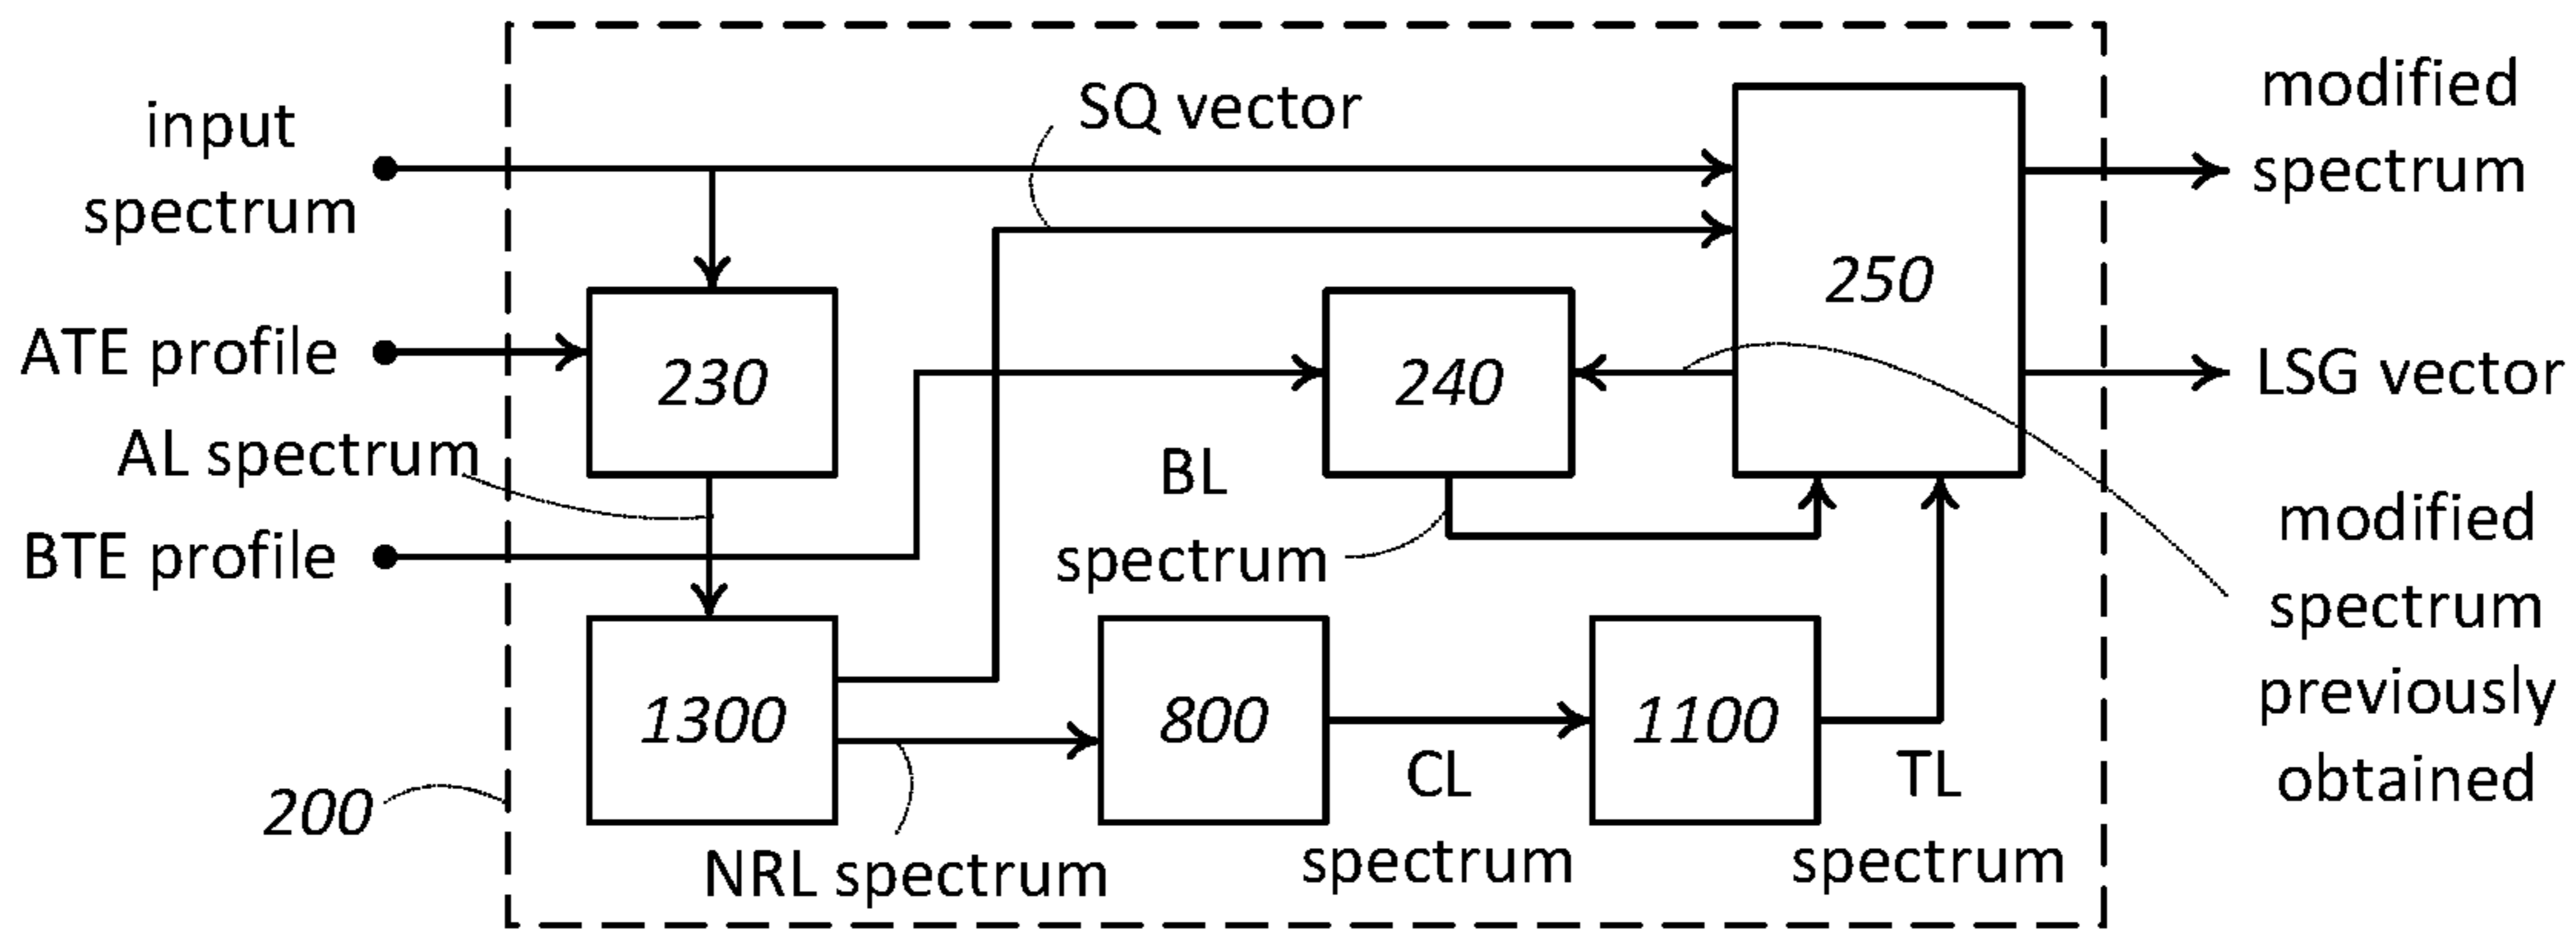 input
spectrum
SQ vector
modified
spectrum
250
ATE profile
230
240
LSG vector
AL spectrum
BL
spectrum
BTE profile
modified
spectrum
previously
obtained
1300
800
1100
CL
spectrum
TL
spectrum
200
NRL spectrum